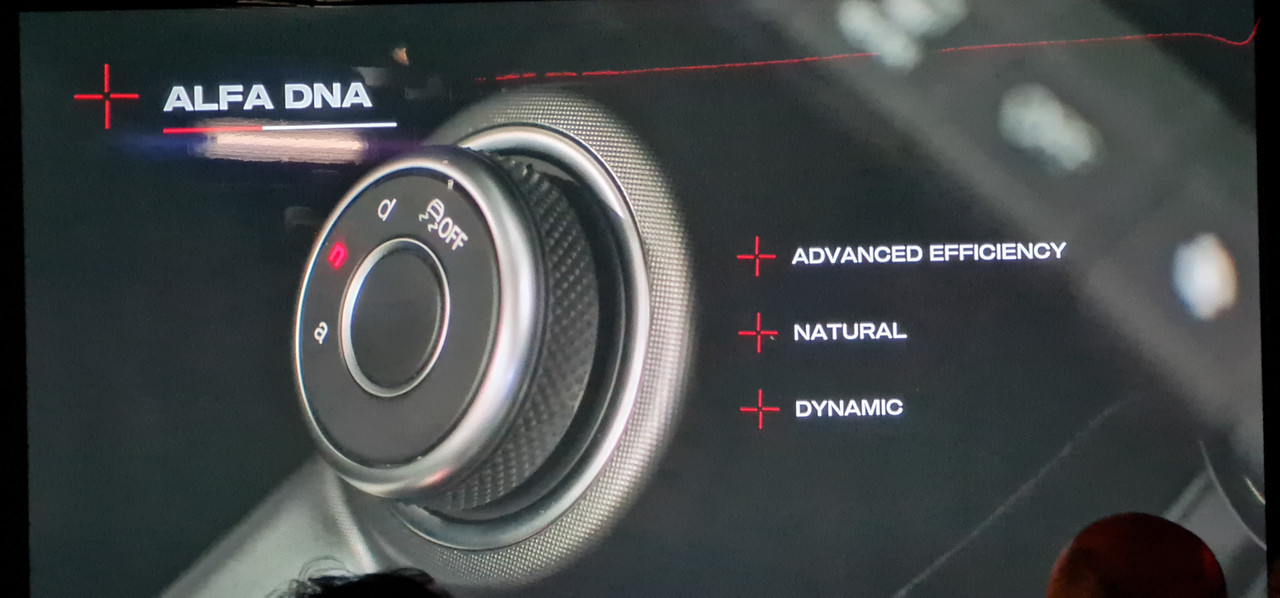 ALFA DNA
d
OFF
n
a
ADVANCED EFFICIENCY
NATURAL
DYNAMIC